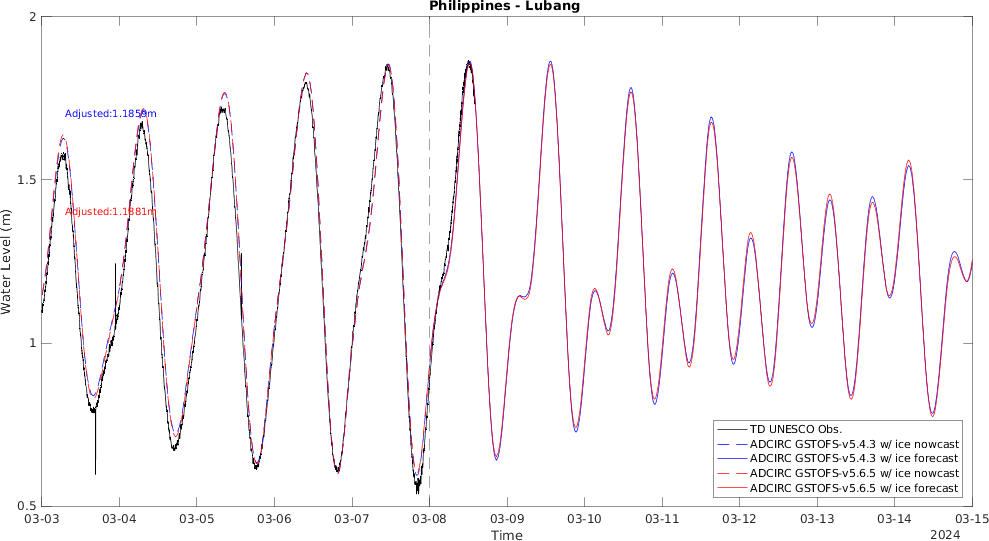 Philippines - Lubang
2
1.5
1
0.5
Water Level (m)
Adjusted:1.1859m
Adjusted:1.1881m
TD UNESCO Obs.
ADCIRC GSTOFS-v5.4.3 w/ ice nowcast
ADCIRC GSTOFS-v5.4.3 w/ ice forecast
ADCIRC GSTOFS-v5.6.5 w/ ice nowcast
ADCIRC GSTOFS-v5.6.5 w/ ice forecast
03-03 03-04 03-05 03-06 03-07 03-08 03-09 03-10 03-11 03-12 03-13 03-14 03-15
Time
2024